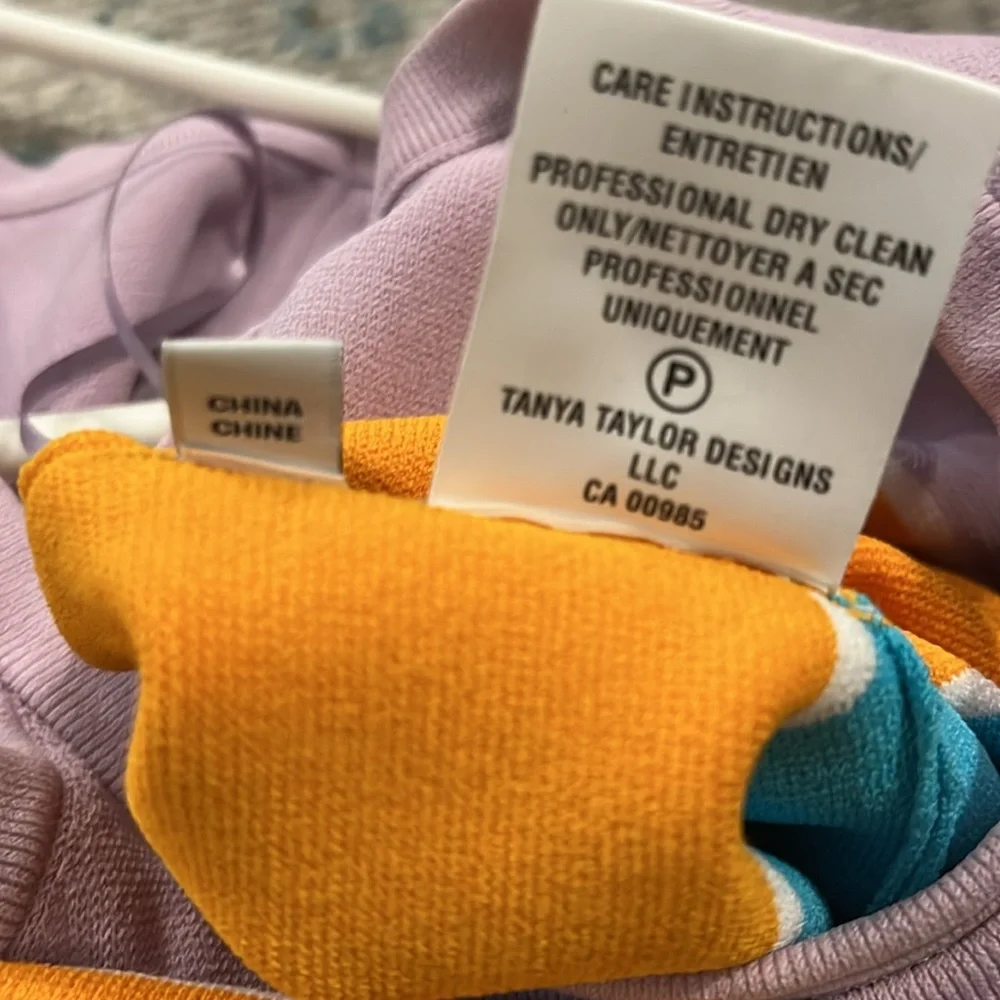 CARE INSTRUCTIONS/
ENTRETIEN
PROFESSIONAL DRY CLEAN
ONLY/NETTOYER A SEC
PROFESSIONNEL
UNIQUEMENT
P
TANYA TAYLOR DESIGNS
LLC
CA 00985
CHINA
CHINE